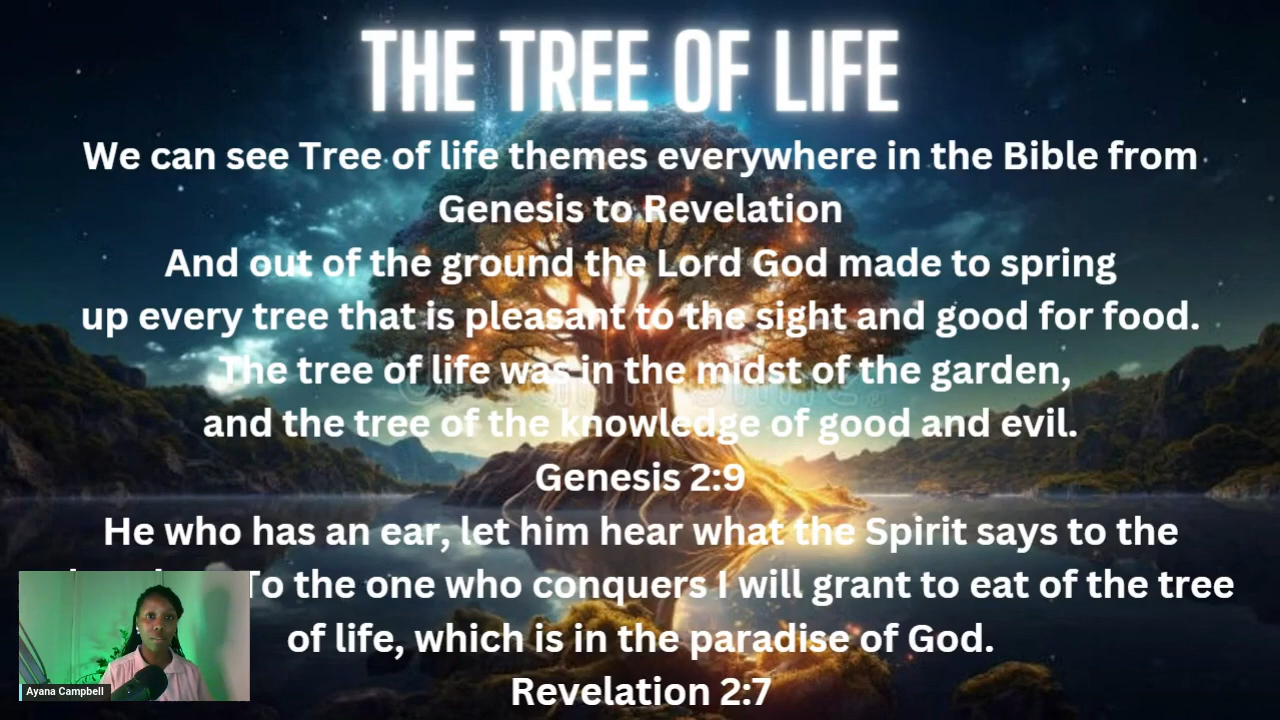 THE TREE OF LIFE
We can see Tree of life themes everywhere in the Bible from
Genesis to Revelation
And out of the ground the Lord God made to spring
up every tree that is pleasant to the sight and good for food.
The tree of life was in the midst of the garden,
and the tree of the knowledge of good and evil.
Genesis 2:9
He who has an ear, let him hear what the Spirit says to the
To the one who conquers I will grant to eat of the tree
of life, which is in the paradise of God.
Revelation 2:7
Ayana Campbell